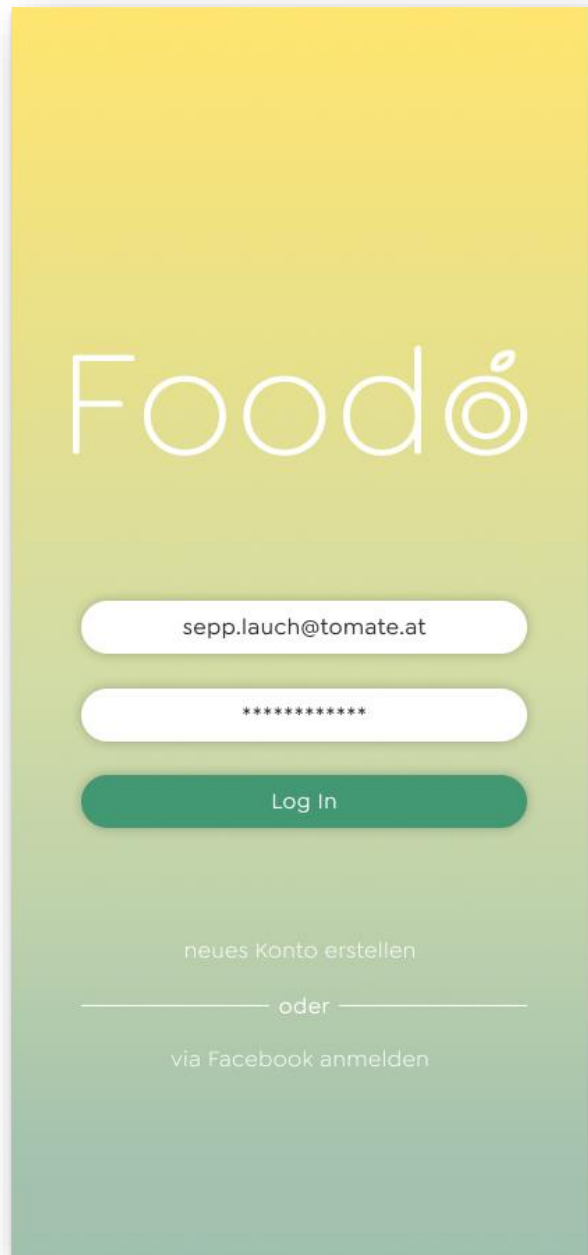 Foodo
sepp.lauch@tomate.at
************
Log In
neues Konto erstellen
oder
via Facebook anmelden